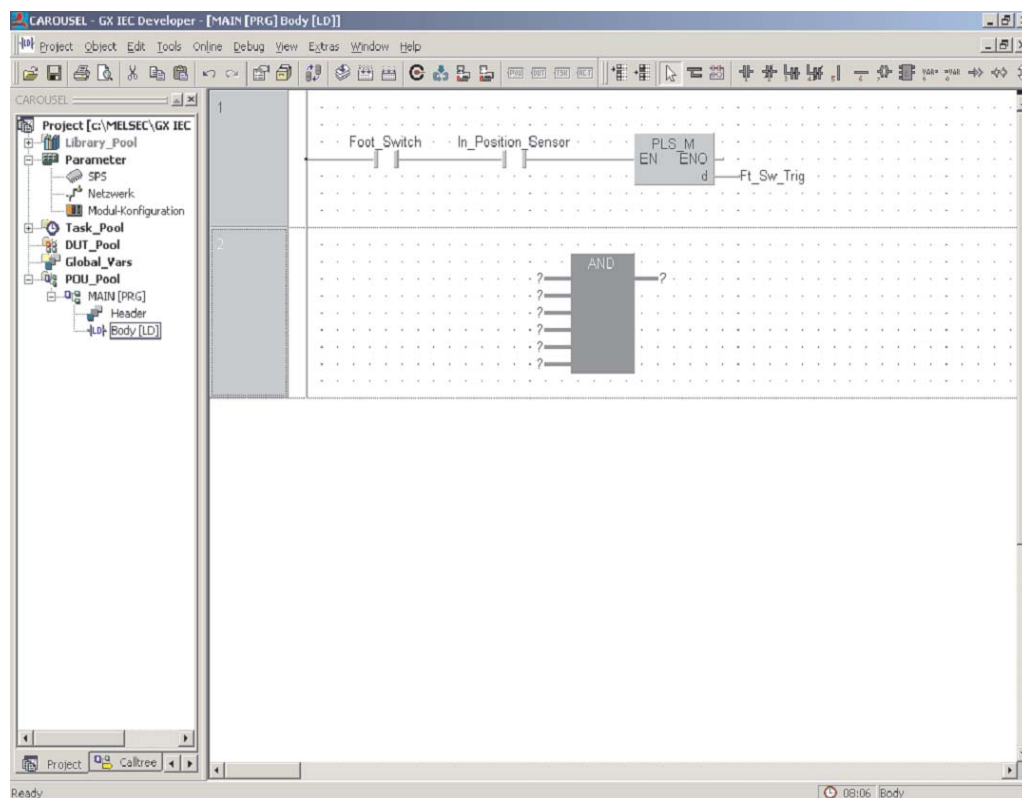 CAROUSEL - GX IEC Developer - [MAIN [PRG] Body [LD]]
Project Object Edit Tools Online Debug View Extras Window Help
CAROUSEL
Project [c:\MELSEC\GX IEC
Library_Pool
Parameter
SPS
Netzwerk
Modul-Konfiguration
Task_Pool
DUT_Pool
Global_Vars
POU_Pool
MAIN [PRG]
Header
Body [LD]
Project Calltree
1
Foot_Switch In_Position_Sensor PLS_M
EN ENO
d Ft_Sw_Trig
2
AND
? ?
?
?
?
?
?
Ready 08:06 Body